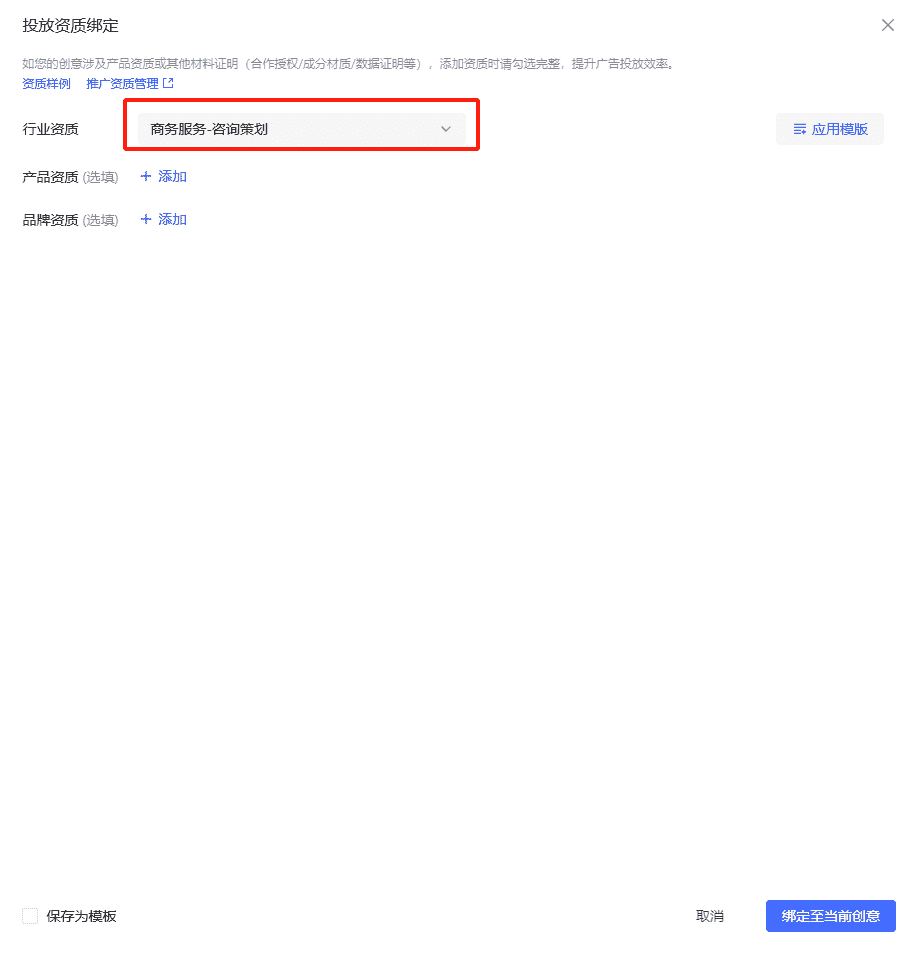 投放资质绑定
如您的创意涉及产品资质或其他材料证明（合作授权/成分材质/数据证明等），添加资质时请勾选完整，提升广告投放效率。
资质样例 推广资质管理
行业资质 商务服务-咨询策划 应用模版
产品资质 (选填) + 添加
品牌资质 (选填) + 添加
保存为模板 取消 绑定至当前创意